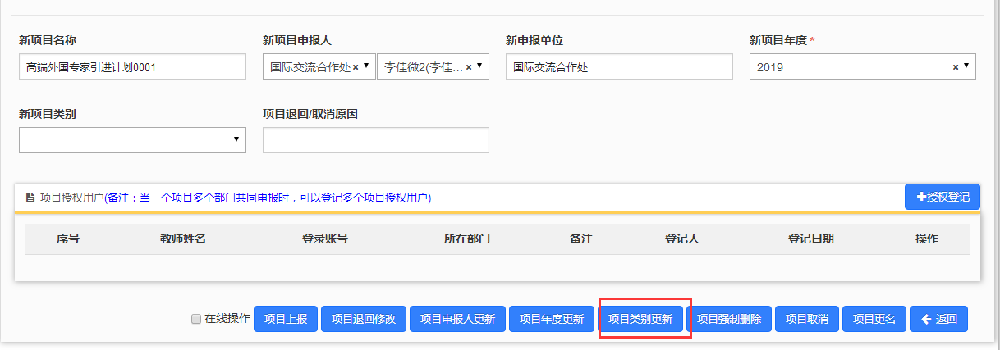 新项目名称 新项目申报人 新申报单位 新项目年度 *
高端外国专家引进计划0001 国际交流合作处 × 李佳微2(李佳... × 国际交流合作处 2019 ×
新项目类别 项目退回/取消原因
项目授权用户(备注：当一个项目多个部门共同申报时，可以登记多个项目授权用户) +授权登记
序号 教师姓名 登录账号 所在部门 备注 登记人 登记日期 操作
在线操作 项目上报 项目退回修改 项目申报人更新 项目年度更新 项目类别更新 项目强制删除 项目取消 项目更名 返回